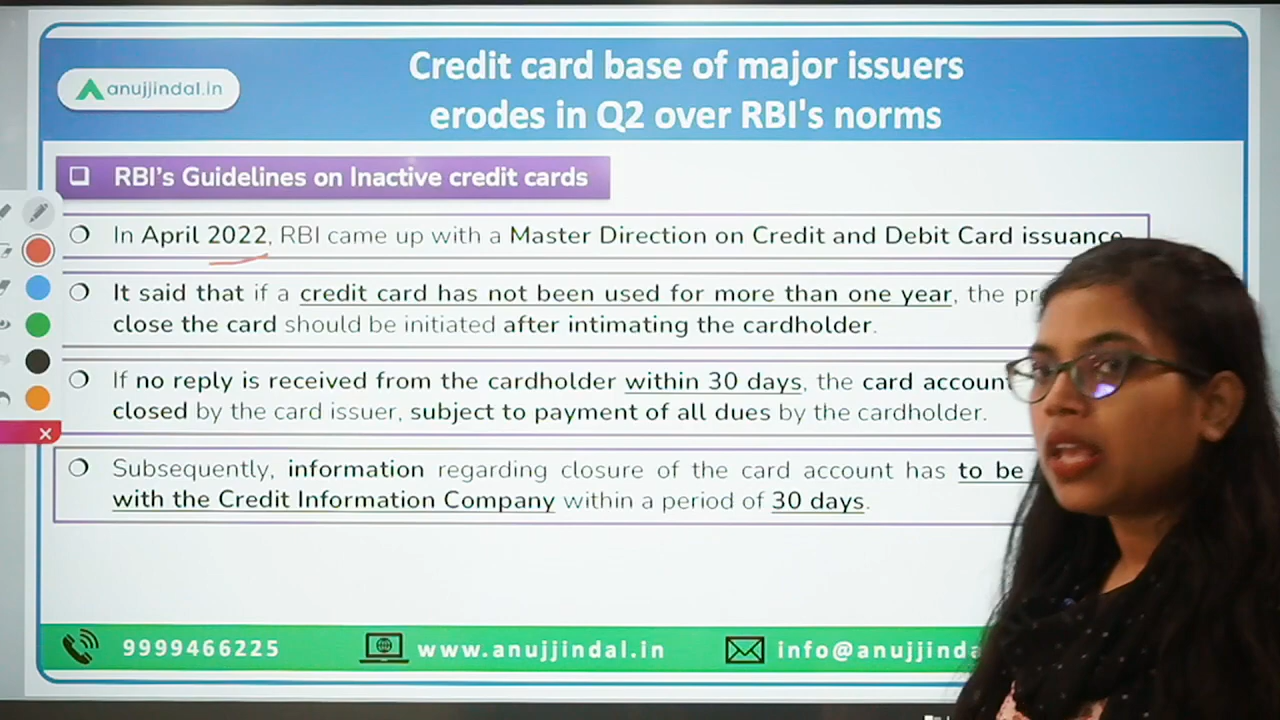 anujjindal.in
Credit card base of major issuers
erodes in Q2 over RBI's norms
RBI's Guidelines on Inactive credit cards
In April 2022, RBI came up with a Master Direction on Credit and Debit Card issuance.
It said that if a credit card has not been used for more than one year, the
close the card should be initiated after intimating the cardholder.
If no reply is received from the cardholder within 30 days, the card
closed by the card issuer, subject to payment of all dues by the cardholder.
Subsequently, information regarding closure of the card account has to be
with the Credit Information Company within a period of 30 days.
9999466225
www.anujjindal.in